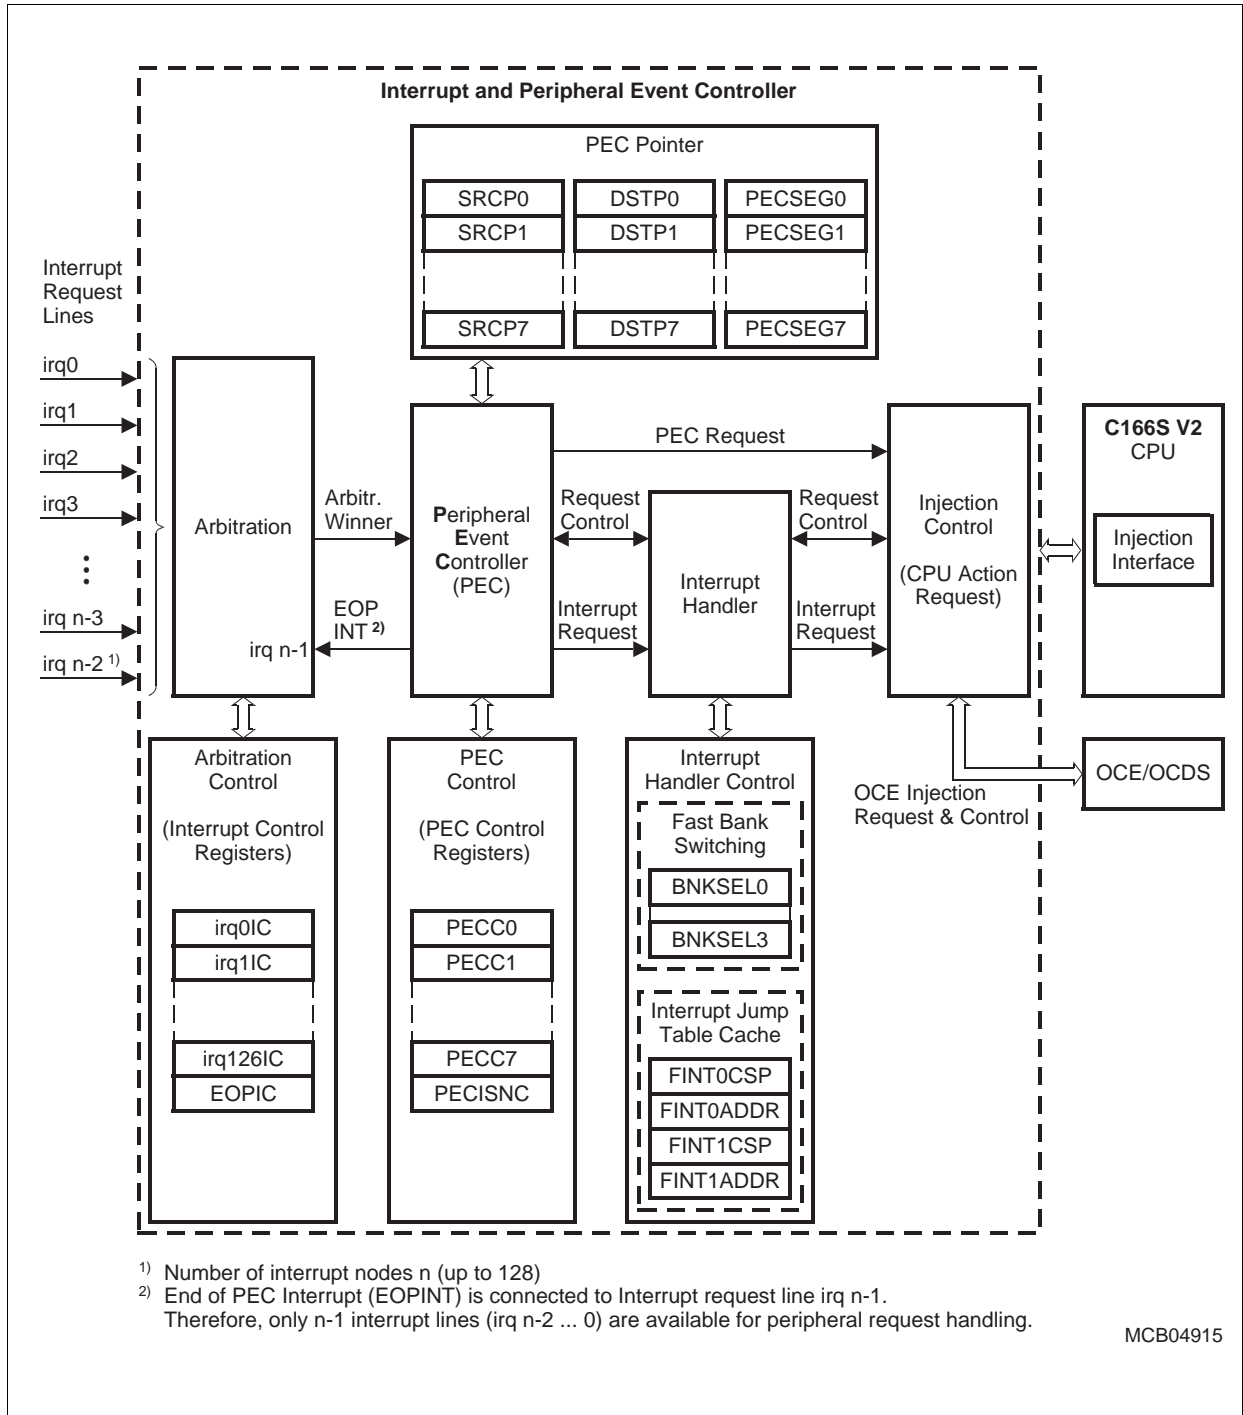 Interrupt and Peripheral Event Controller
PEC Pointer
SRCP0
DSTP0
PECSEG0
SRCP1
DSTP1
PECSEG1
SRCP7
DSTP7
PECSEG7
Interrupt
Request
Lines
irq0
irq1
irq2
irq3
irq n-3
irq n-2 1)
Arbitration
irq n-1
Arbitr.
Winner
EOP
INT 2)
Peripheral
Event
Controller
(PEC)
PEC Request
Request
Control
Interrupt
Request
Interrupt
Handler
Request
Control
Interrupt
Request
Injection
Control
(CPU Action
Request)
C166S V2
CPU
Injection
Interface
OCE/OCDS
OCE Injection
Request & Control
Arbitration
Control
(Interrupt Control
Registers)
irq0IC
irq1IC
irq126IC
EOPIC
PEC
Control
(PEC Control
Registers)
PECC0
PECC1
PECC7
PECISNC
Interrupt
Handler Control
Fast Bank
Switching
BNKSEL0
BNKSEL3
Interrupt Jump
Table Cache
FINT0CSP
FINT0ADDR
FINT1CSP
FINT1ADDR
1) Number of interrupt nodes n (up to 128)
2) End of PEC Interrupt (EOPINT) is connected to Interrupt request line irq n-1.
Therefore, only n-1 interrupt lines (irq n-2 ... 0) are available for peripheral request handling.
MCB04915